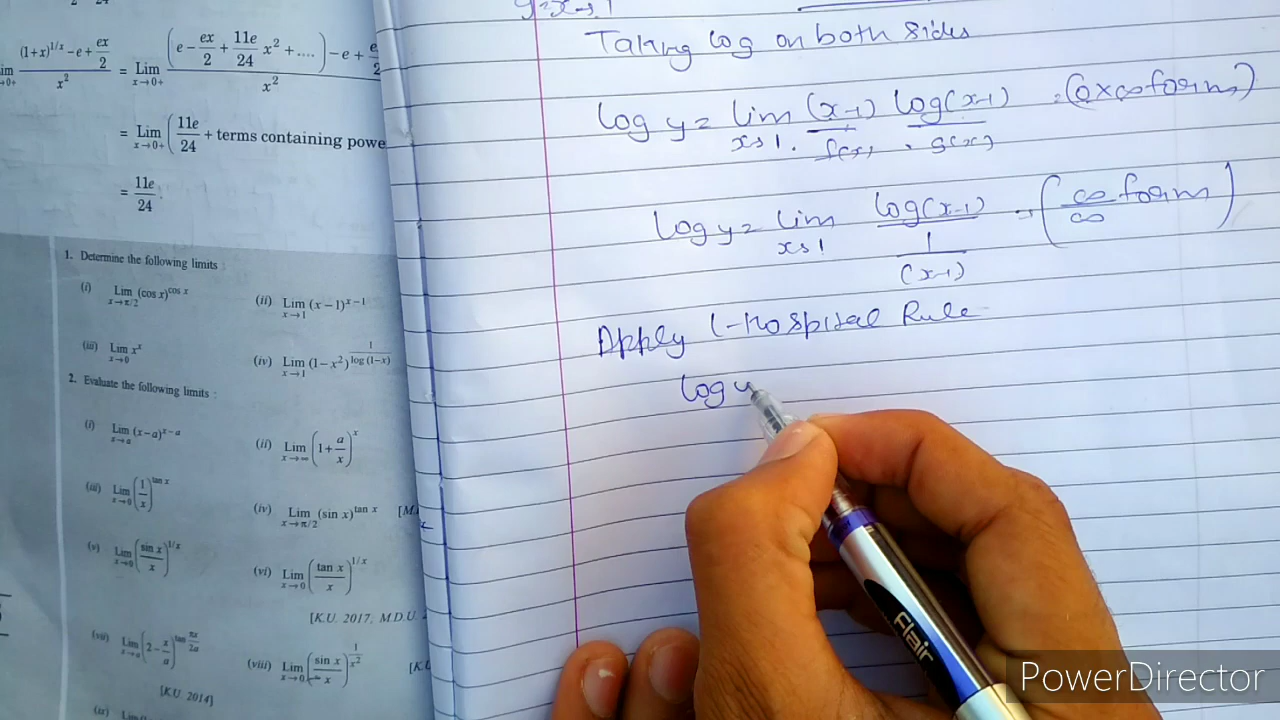 (1+x)^{1/x} − e + ex/2 / x² = Lim x→0+ (e − ex/2 + 11e/24 x² + ....) − e + e / 2 / x²
= Lim x→0+ (11e/24 + terms containing powe
= 11e/24.
1. Determine the following limits :
(i) Lim x→π/2 (cos x)^{cos x} (ii) Lim x→1 (x − 1)^{x−1}
(iii) Lim x→0 x^x (iv) Lim x→1 (1 − x²)^{1/log (1−x)}
2. Evaluate the following limits :
(i) Lim x→a (x − a)^{x−a} (ii) Lim x→∞ (1 + a/x)^x
(iii) Lim x→0 (1/x)^{tan x} (iv) Lim x→π/2 (sin x)^{tan x} [M.
(v) Lim x→0 (sin x/x)^{1/x} (vi) Lim x→0 (tan x/x)^{1/x}
[K.U. 2017, M.D.U.
(vii) Lim x→a (2 − x/a)^{tan πx/2a} (viii) Lim x→0 (sin x/x)^{1/x²}
[K.U. 2014] [K.U
Taking log on both sides
log y = lim x→1 (x-1) log(x-1) (0×∞ form)
f(x) . g(x)
log y = lim x→1 log(x-1) / 1/(x-1) - (∞/∞ form)
Apply L-Hospital Rule
log y
flair
PowerDirector